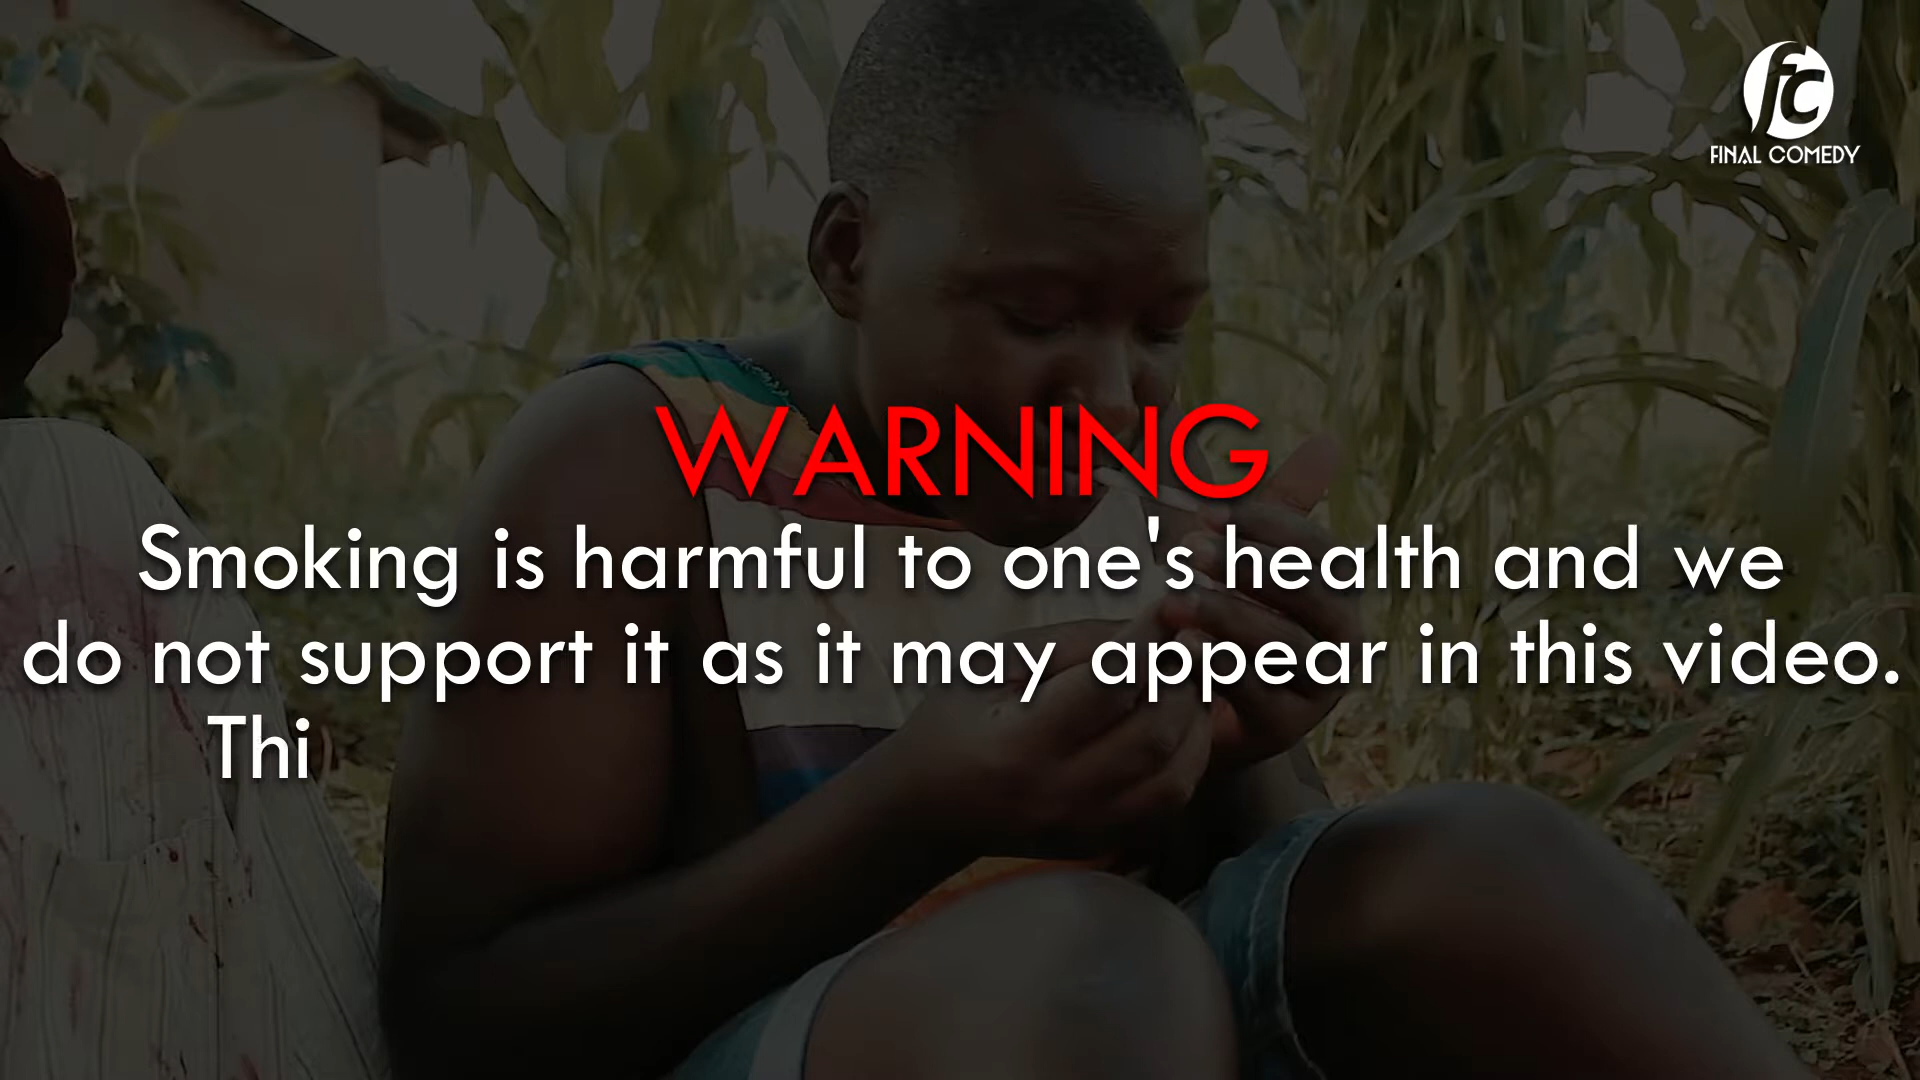 FC
FINAL COMEDY
WARNING
Smoking is harmful to one's health and we
do not support it as it may appear in this video.
Thi